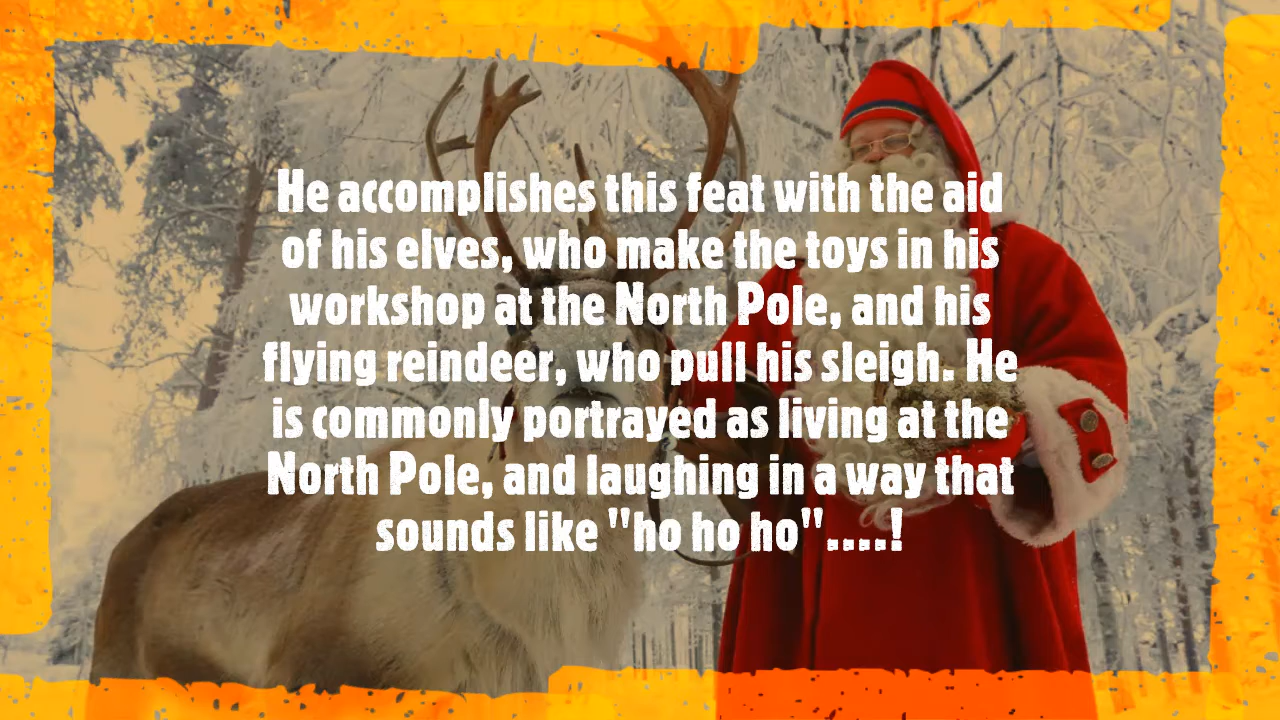 He accomplishes this feat with the aid
of his elves, who make the toys in his
workshop at the North Pole, and his
flying reindeer, who pull his sleigh. He
is commonly portrayed as living at the
North Pole, and laughing in a way that
sounds like "ho ho ho"....!